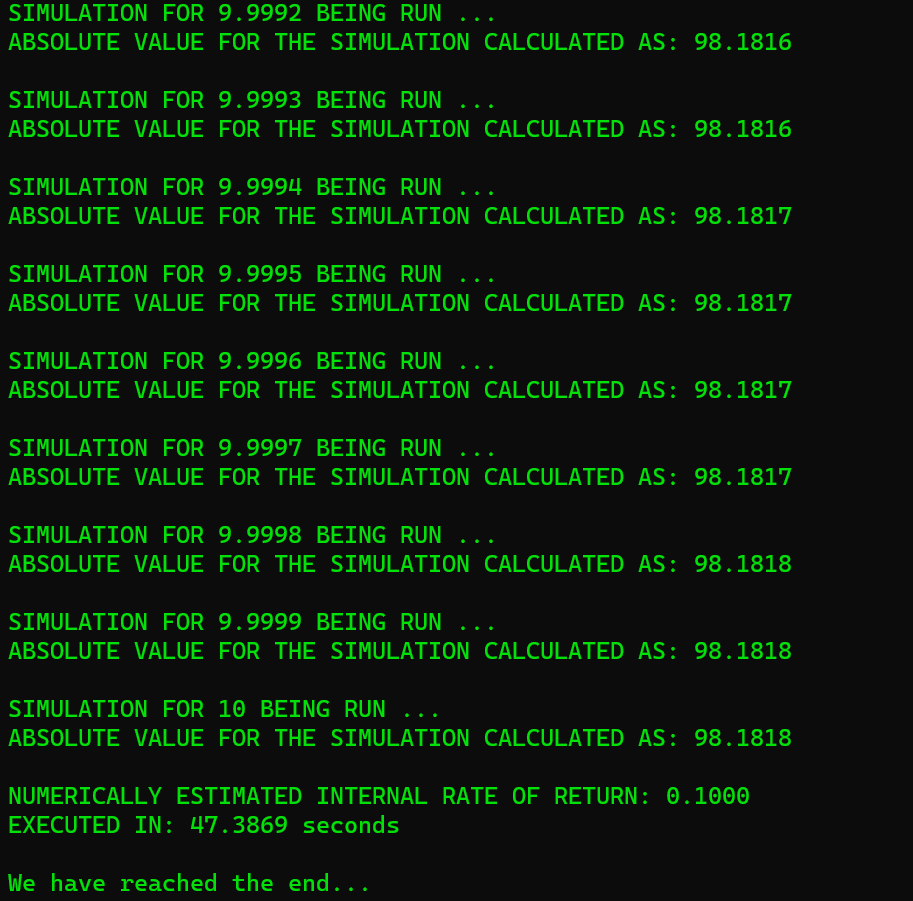 SIMULATION FOR 9.9992 BEING RUN ...
ABSOLUTE VALUE FOR THE SIMULATION CALCULATED AS: 98.1816
SIMULATION FOR 9.9993 BEING RUN ...
ABSOLUTE VALUE FOR THE SIMULATION CALCULATED AS: 98.1816
SIMULATION FOR 9.9994 BEING RUN ...
ABSOLUTE VALUE FOR THE SIMULATION CALCULATED AS: 98.1817
SIMULATION FOR 9.9995 BEING RUN ...
ABSOLUTE VALUE FOR THE SIMULATION CALCULATED AS: 98.1817
SIMULATION FOR 9.9996 BEING RUN ...
ABSOLUTE VALUE FOR THE SIMULATION CALCULATED AS: 98.1817
SIMULATION FOR 9.9997 BEING RUN ...
ABSOLUTE VALUE FOR THE SIMULATION CALCULATED AS: 98.1817
SIMULATION FOR 9.9998 BEING RUN ...
ABSOLUTE VALUE FOR THE SIMULATION CALCULATED AS: 98.1818
SIMULATION FOR 9.9999 BEING RUN ...
ABSOLUTE VALUE FOR THE SIMULATION CALCULATED AS: 98.1818
SIMULATION FOR 10 BEING RUN ...
ABSOLUTE VALUE FOR THE SIMULATION CALCULATED AS: 98.1818
NUMERICALLY ESTIMATED INTERNAL RATE OF RETURN: 0.1000
EXECUTED IN: 47.3869 seconds
We have reached the end...